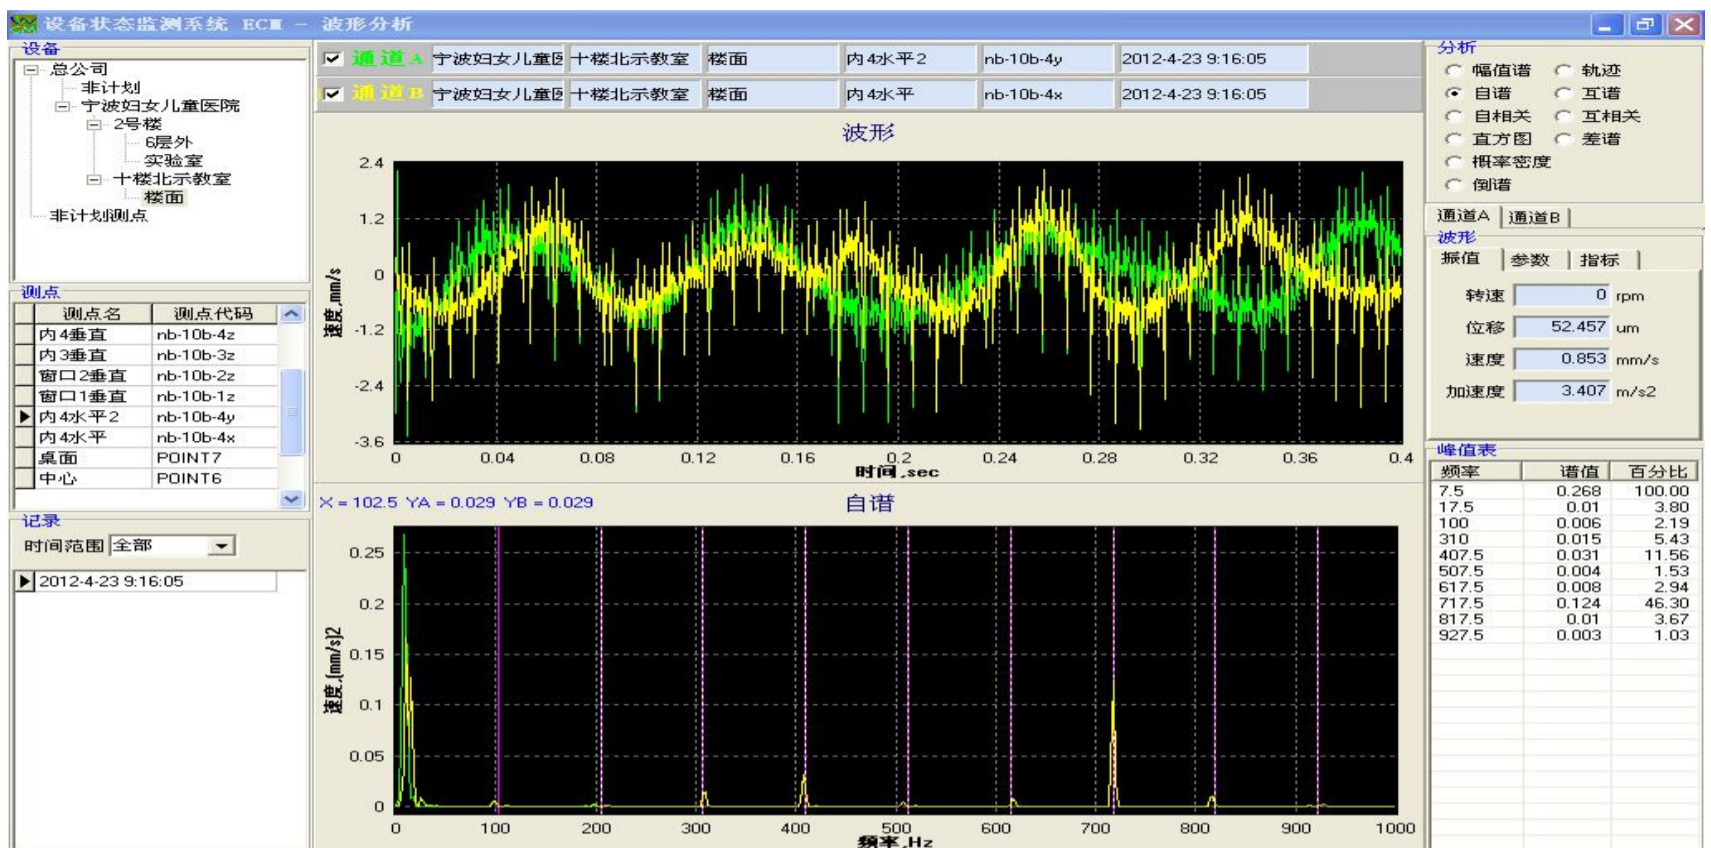 设备状态监测系统 ECM - 波形分析
设备
总公司
非计划
宁波妇女儿童医院
2号楼
6层外
实验室
十楼北示教室
楼面
非计划测点
测点
测点名 测点代码
内4垂直 nb-10b-4z
内3垂直 nb-10b-3z
窗口2垂直 nb-10b-2z
窗口1垂直 nb-10b-1z
内4水平2 nb-10b-4y
内4水平 nb-10b-4x
桌面 POINT7
中心 POINT6
记录
时间范围 全部
2012-4-23 9:16:05
通道A 宁波妇女儿童医 十楼北示教室 楼面 内4水平2 nb-10b-4y 2012-4-23 9:16:05
通道B 宁波妇女儿童医 十楼北示教室 楼面 内4水平 nb-10b-4x 2012-4-23 9:16:05
波形
2.4
1.2
0
-1.2
-2.4
-3.6
速度,mm/s
0 0.04 0.08 0.12 0.16 0.2 0.24 0.28 0.32 0.36 0.4
时间,sec
X = 102.5 YA = 0.029 YB = 0.029
自谱
0.25
0.2
0.15
0.1
0.05
0
速度,(mm/s)2
0 100 200 300 400 500 600 700 800 900 1000
频率,Hz
分析
幅值谱 轨迹
自谱 互谱
自相关 互相关
直方图 差谱
概率密度
倒谱
通道A 通道B
波形
振值 参数 指标
转速 0 rpm
位移 52.457 um
速度 0.853 mm/s
加速度 3.407 m/s2
峰值表
频率 谱值 百分比
7.5 0.268 100.00
17.5 0.01 3.80
100 0.006 2.19
310 0.015 5.43
407.5 0.031 11.56
507.5 0.004 1.53
617.5 0.008 2.94
717.5 0.124 46.30
817.5 0.01 3.67
927.5 0.003 1.03